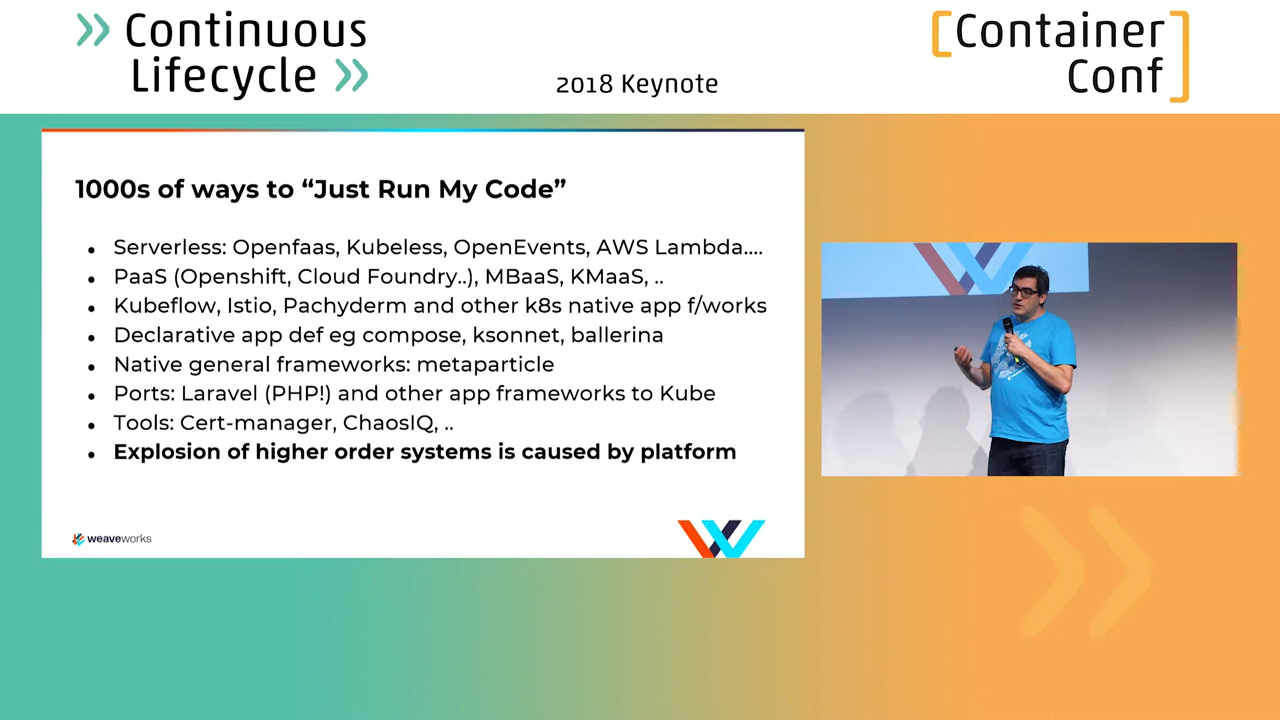 Continuous
Lifecycle
2018 Keynote
Container
Conf
1000s of ways to “Just Run My Code”
• Serverless: Openfaas, Kubeless, OpenEvents, AWS Lambda....
• PaaS (Openshift, Cloud Foundry..), MBaaS, KMaaS, ..
• Kubeflow, Istio, Pachyderm and other k8s native app f/works
• Declarative app def eg compose, ksonnet, ballerina
• Native general frameworks: metaparticle
• Ports: Laravel (PHP!) and other app frameworks to Kube
• Tools: Cert-manager, ChaosIQ, ..
• Explosion of higher order systems is caused by platform
weaveworks